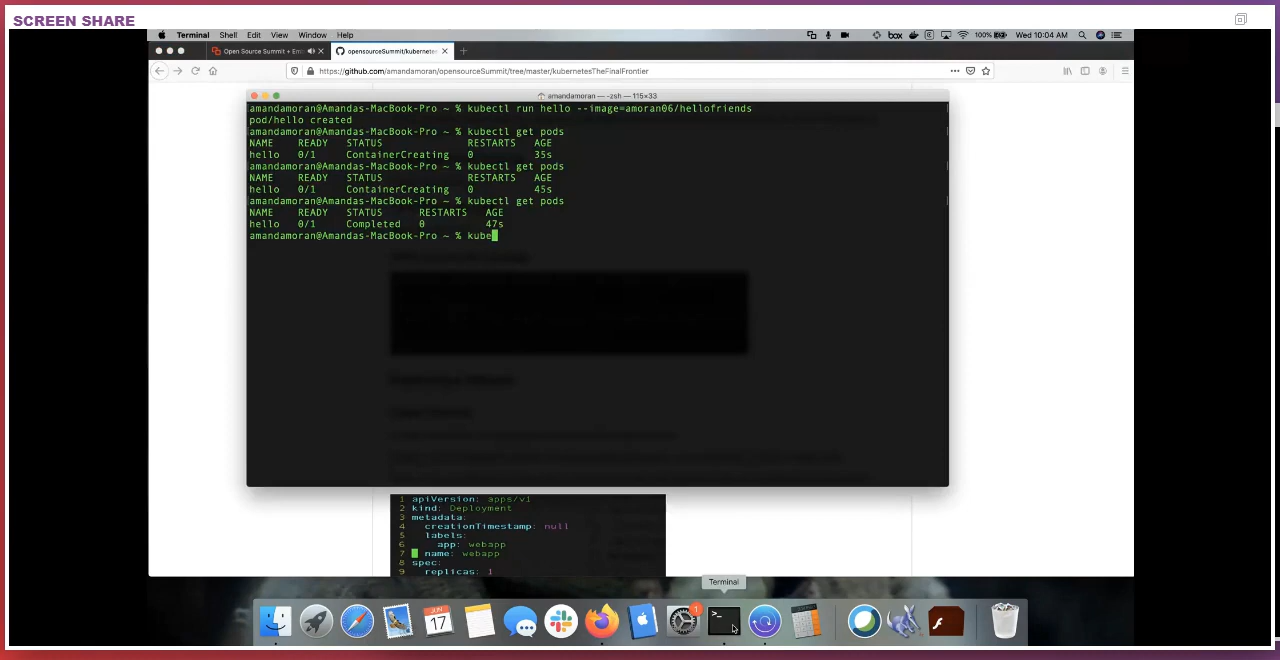 SCREEN SHARE
Terminal Shell Edit View Window Help
box 100% Wed 10:04 AM
Open Source Summit + Em
opensourceSummit/kubernetes
https://github.com/amandamoran/opensourceSummit/tree/master/kubernetesTheFinalFrontier
amandamoran — -zsh — 115×33
amandamoran@Amandas-MacBook-Pro ~ % kubectl run hello --image=amoran06/hellofriends
pod/hello created
amandamoran@Amandas-MacBook-Pro ~ % kubectl get pods
NAME READY STATUS RESTARTS AGE
hello 0/1 ContainerCreating 0 35s
amandamoran@Amandas-MacBook-Pro ~ % kubectl get pods
NAME READY STATUS RESTARTS AGE
hello 0/1 ContainerCreating 0 45s
amandamoran@Amandas-MacBook-Pro ~ % kubectl get pods
NAME READY STATUS RESTARTS AGE
hello 0/1 Completed 0 47s
amandamoran@Amandas-MacBook-Pro ~ % kube
1 apiVersion: apps/v1
2 kind: Deployment
3 metadata:
4 creationTimestamp: null
5 labels:
6 app: webapp
7 name: webapp
8 spec:
9 replicas: 1
Terminal
JUN
17
1